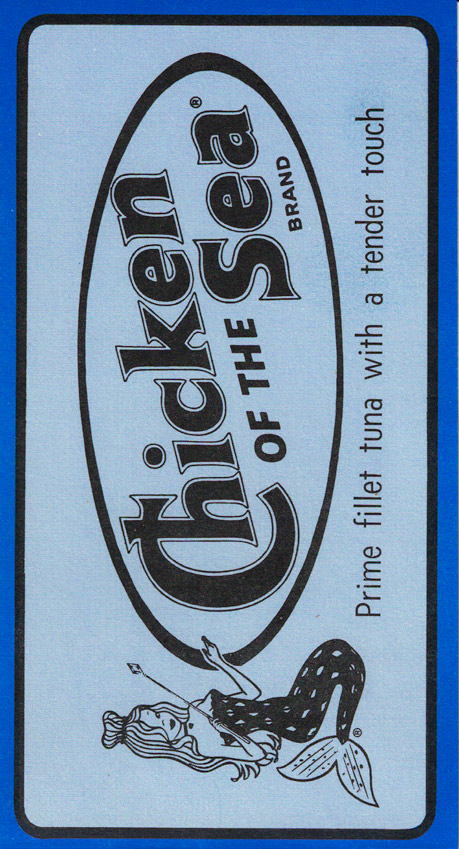 Chicken
OF THE Sea®
BRAND
Prime fillet tuna with a tender touch
®